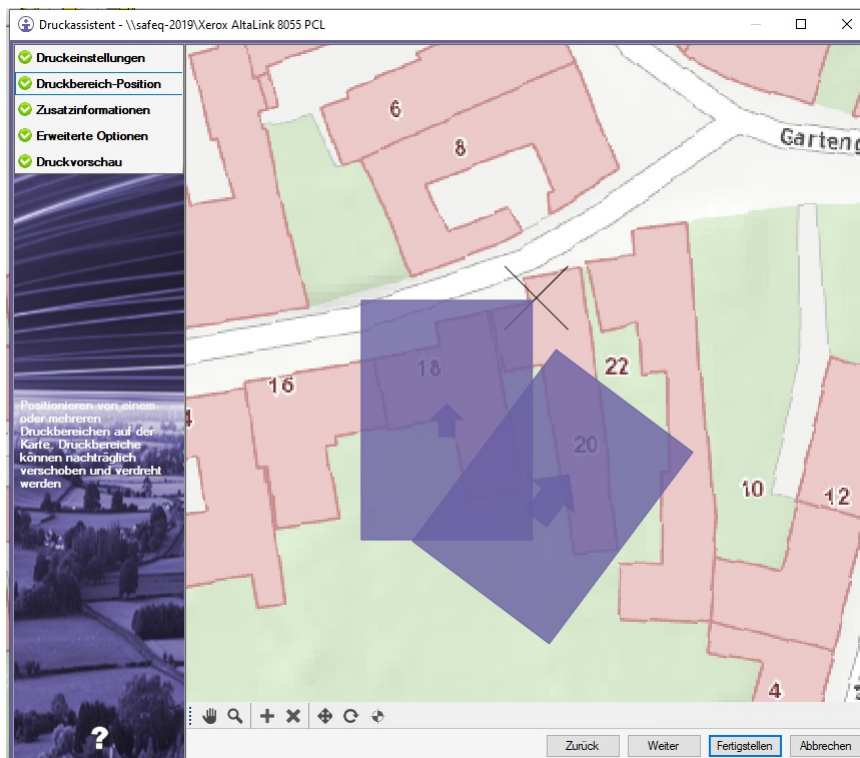 Druckassistent - \\safeq-2019\Xerox AltaLink 8055 PCL
Druckeinstellungen
Druckbereich-Position
Zusatzinformationen
Erweiterte Optionen
Druckvorschau
Positionieren von einem
oder mehreren
Druckbereichen auf der
Karte. Druckbereiche
können nachträglich
verschoben und verdreht
werden
?
6
8
Garteng
18
16
22
20
10
12
4
Zurück
Weiter
Fertigstellen
Abbrechen